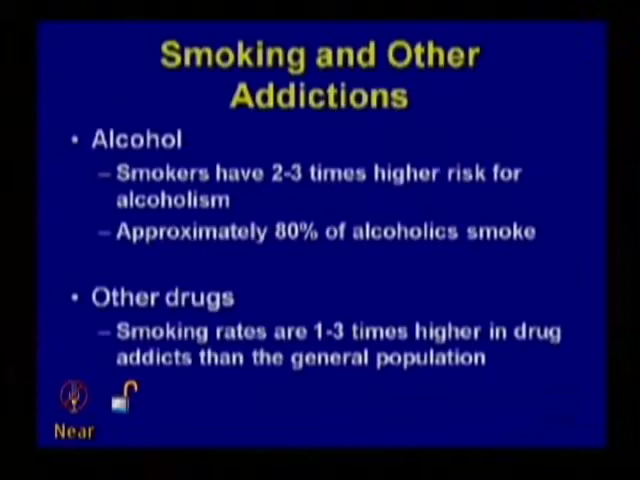 Smoking and Other
Addictions
• Alcohol
– Smokers have 2-3 times higher risk for
alcoholism
– Approximately 80% of alcoholics smoke
• Other drugs
– Smoking rates are 1-3 times higher in drug
addicts than the general population
Near